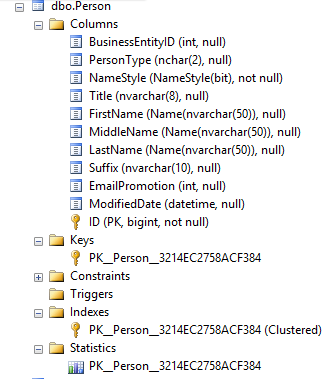 dbo.Person
Columns
BusinessEntityID (int, null)
PersonType (nchar(2), null)
NameStyle (NameStyle(bit), not null)
Title (nvarchar(8), null)
FirstName (Name(nvarchar(50)), null)
MiddleName (Name(nvarchar(50)), null)
LastName (Name(nvarchar(50)), null)
Suffix (nvarchar(10), null)
EmailPromotion (int, null)
ModifiedDate (datetime, null)
ID (PK, bigint, not null)
Keys
PK__Person__3214EC2758ACF384
Constraints
Triggers
Indexes
PK__Person__3214EC2758ACF384 (Clustered)
Statistics
PK__Person__3214EC2758ACF384